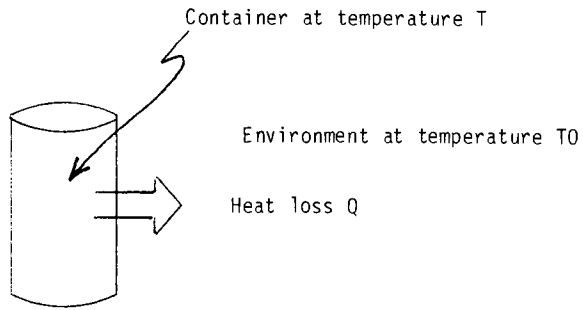 Container at temperature T
Environment at temperature TO
Heat loss Q